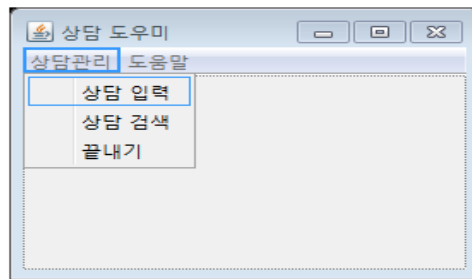 상담 도우미
상담관리 도움말
상담 입력
상담 검색
끝내기